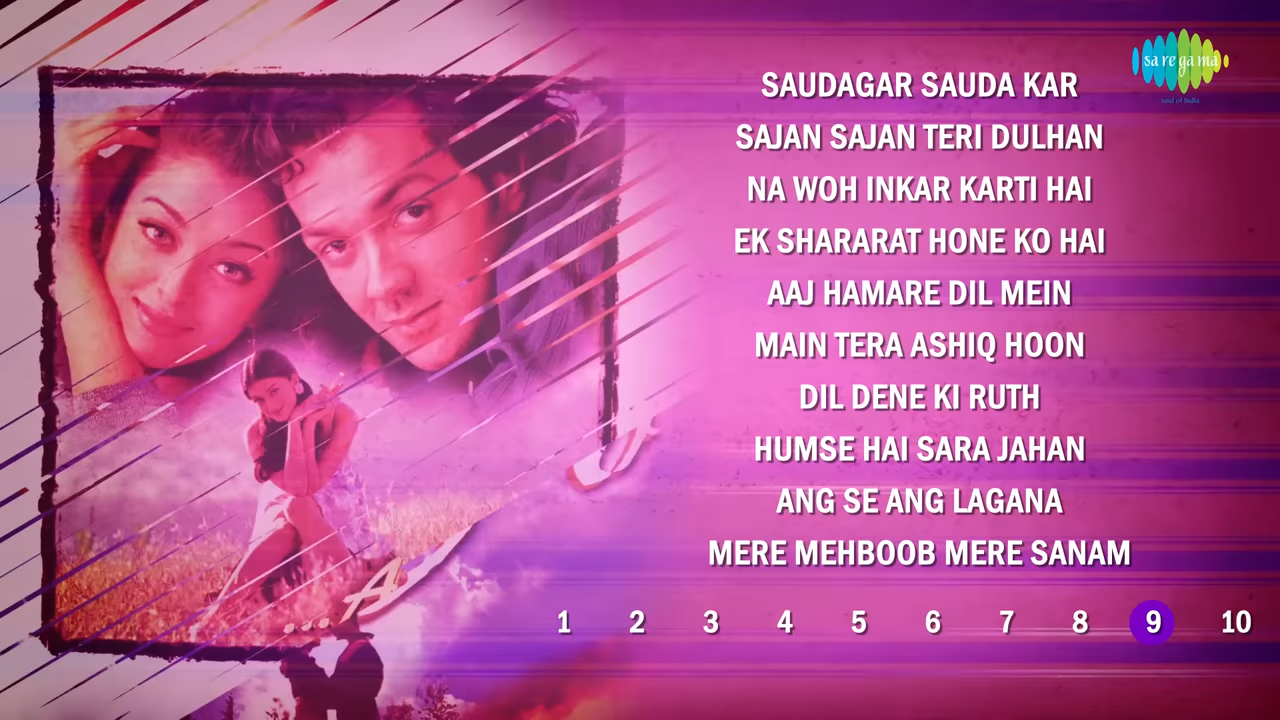 sa re ga ma
soul of India
SAUDAGAR SAUDA KAR
SAJAN SAJAN TERI DULHAN
NA WOH INKAR KARTI HAI
EK SHARARAT HONE KO HAI
AAJ HAMARE DIL MEIN
MAIN TERA ASHIQ HOON
DIL DENE KI RUTH
HUMSE HAI SARA JAHAN
ANG SE ANG LAGANA
MERE MEHBOOB MERE SANAM
1 2 3 4 5 6 7 8 9 10